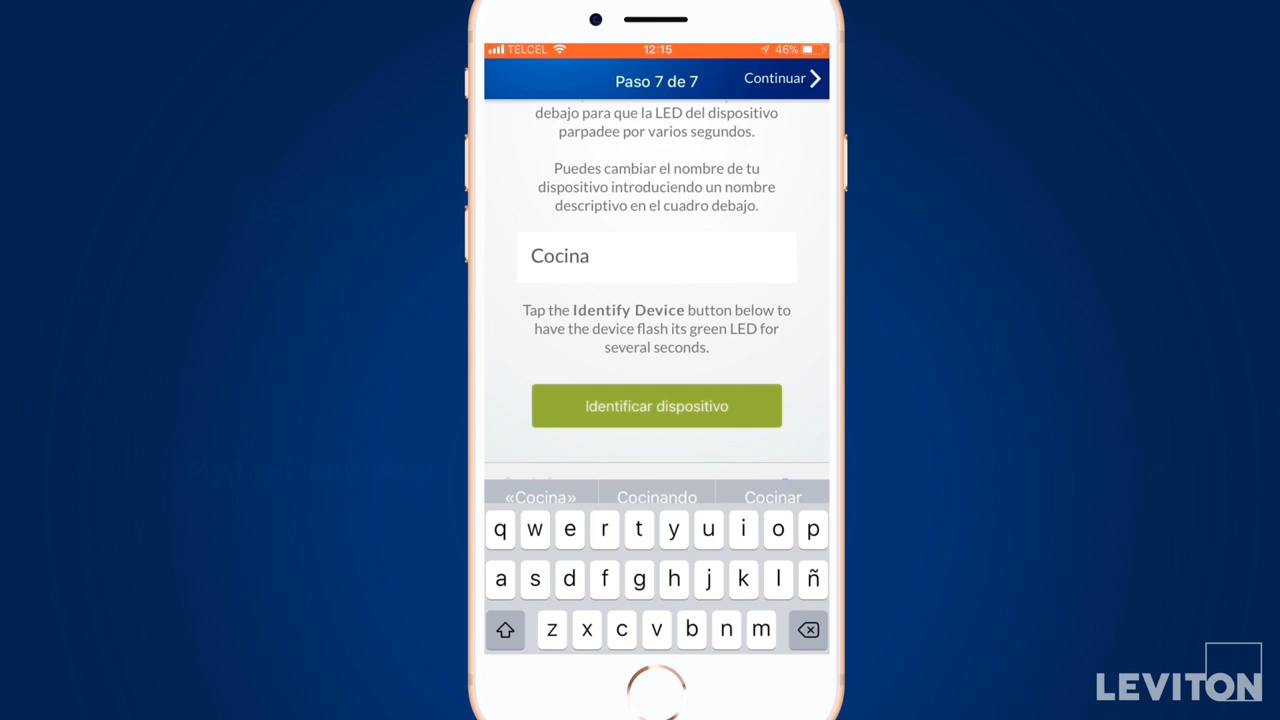 TELCEL 12:15 46%
Paso 7 de 7 Continuar
debajo para que la LED del dispositivo
parpadee por varios segundos.
Puedes cambiar el nombre de tu
dispositivo introduciendo un nombre
descriptivo en el cuadro debajo.
Cocina
Tap the Identify Device button below to
have the device flash its green LED for
several seconds.
Identificar dispositivo
«Cocina» Cocinando Cocinar
q w e r t y u i o p
a s d f g h j k l ñ
z x c v b n m
LEVITON